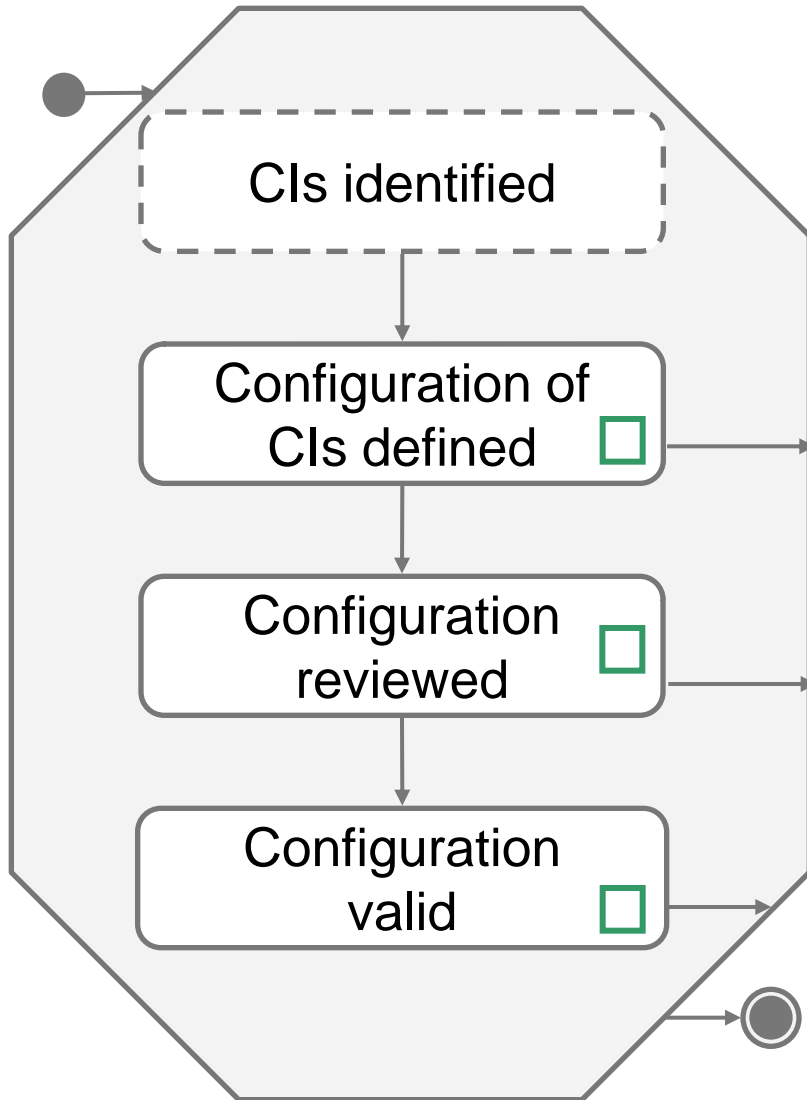 CIs identified
Configuration of
CIs defined
Configuration
reviewed
Configuration
valid